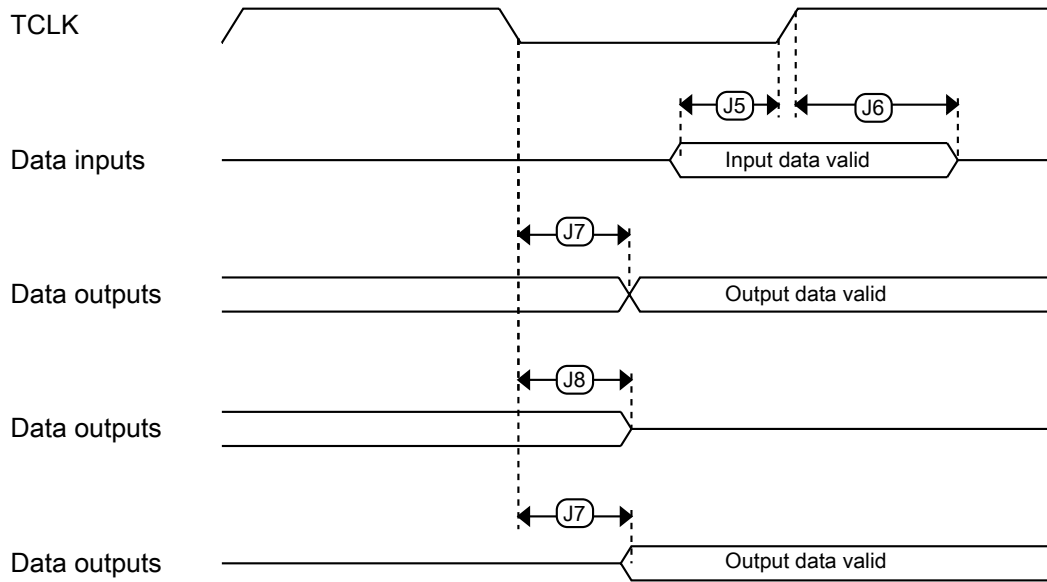 TCLK
J5
J6
Data inputs
Input data valid
J7
Data outputs
Output data valid
J8
Data outputs
J7
Data outputs
Output data valid